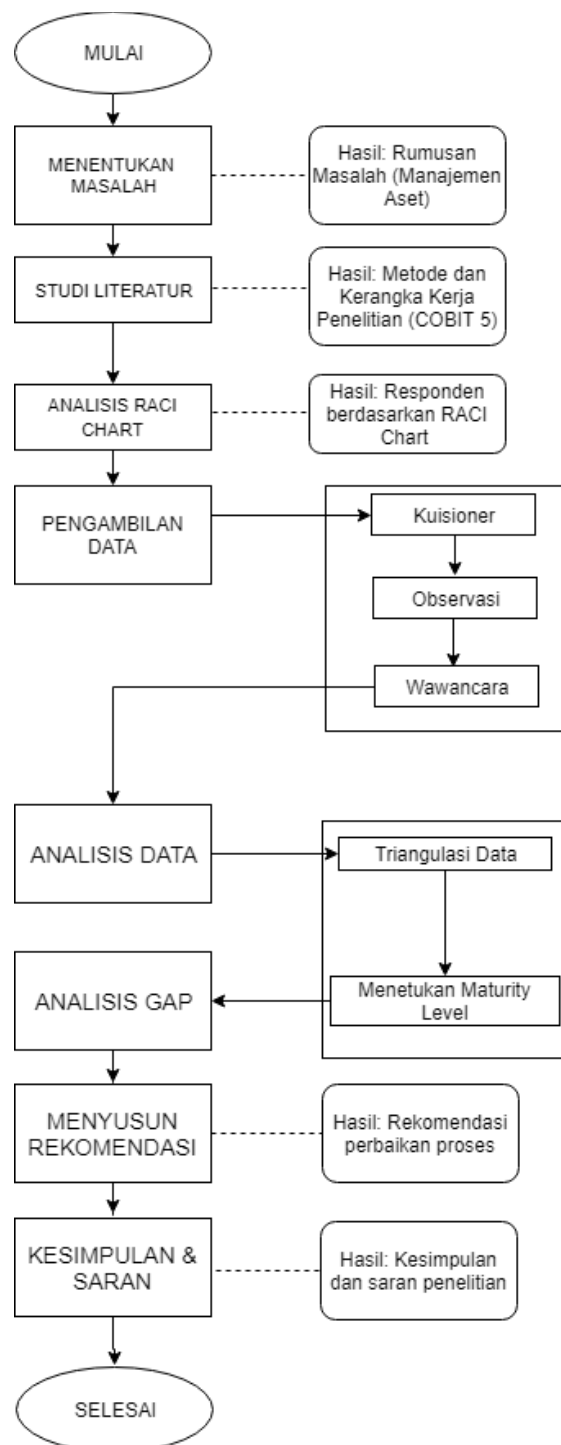 MULAI
MENENTUKAN
MASALAH
Hasil: Rumusan
Masalah (Manajemen
Aset)
STUDI LITERATUR
Hasil: Metode dan
Kerangka Kerja
Penelitian (COBIT 5)
ANALISIS RACI
CHART
Hasil: Responden
berdasarkan RACI
Chart
PENGAMBILAN
DATA
Kuisioner
Observasi
Wawancara
ANALISIS DATA
Triangulasi Data
Menetukan Maturity
Level
ANALISIS GAP
MENYUSUN
REKOMENDASI
Hasil: Rekomendasi
perbaikan proses
KESIMPULAN &
SARAN
Hasil: Kesimpulan
dan saran penelitian
SELESAI